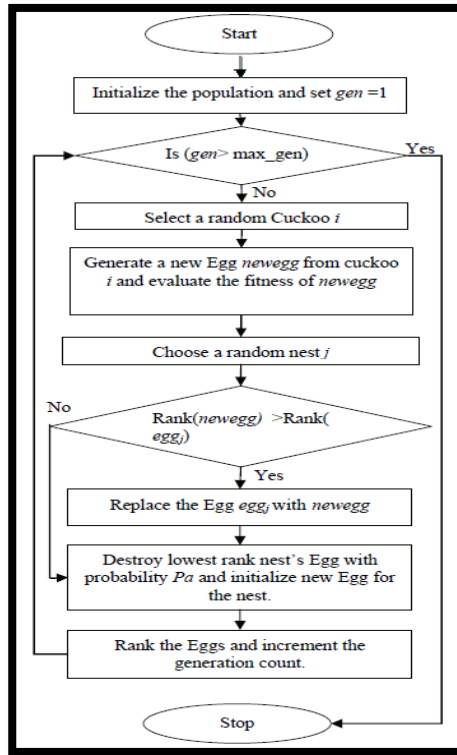 Start
Initialize the population and set gen =1
Is (gen> max_gen)
Yes
No
Select a random Cuckoo i
Generate a new Egg newegg from cuckoo
i and evaluate the fitness of newegg
Choose a random nest j
No
Rank(newegg) >Rank(
eggj)
Yes
Replace the Egg eggj with newegg
Destroy lowest rank nest's Egg with
probability Pa and initialize new Egg for
the nest.
Rank the Eggs and increment the
generation count.
Stop